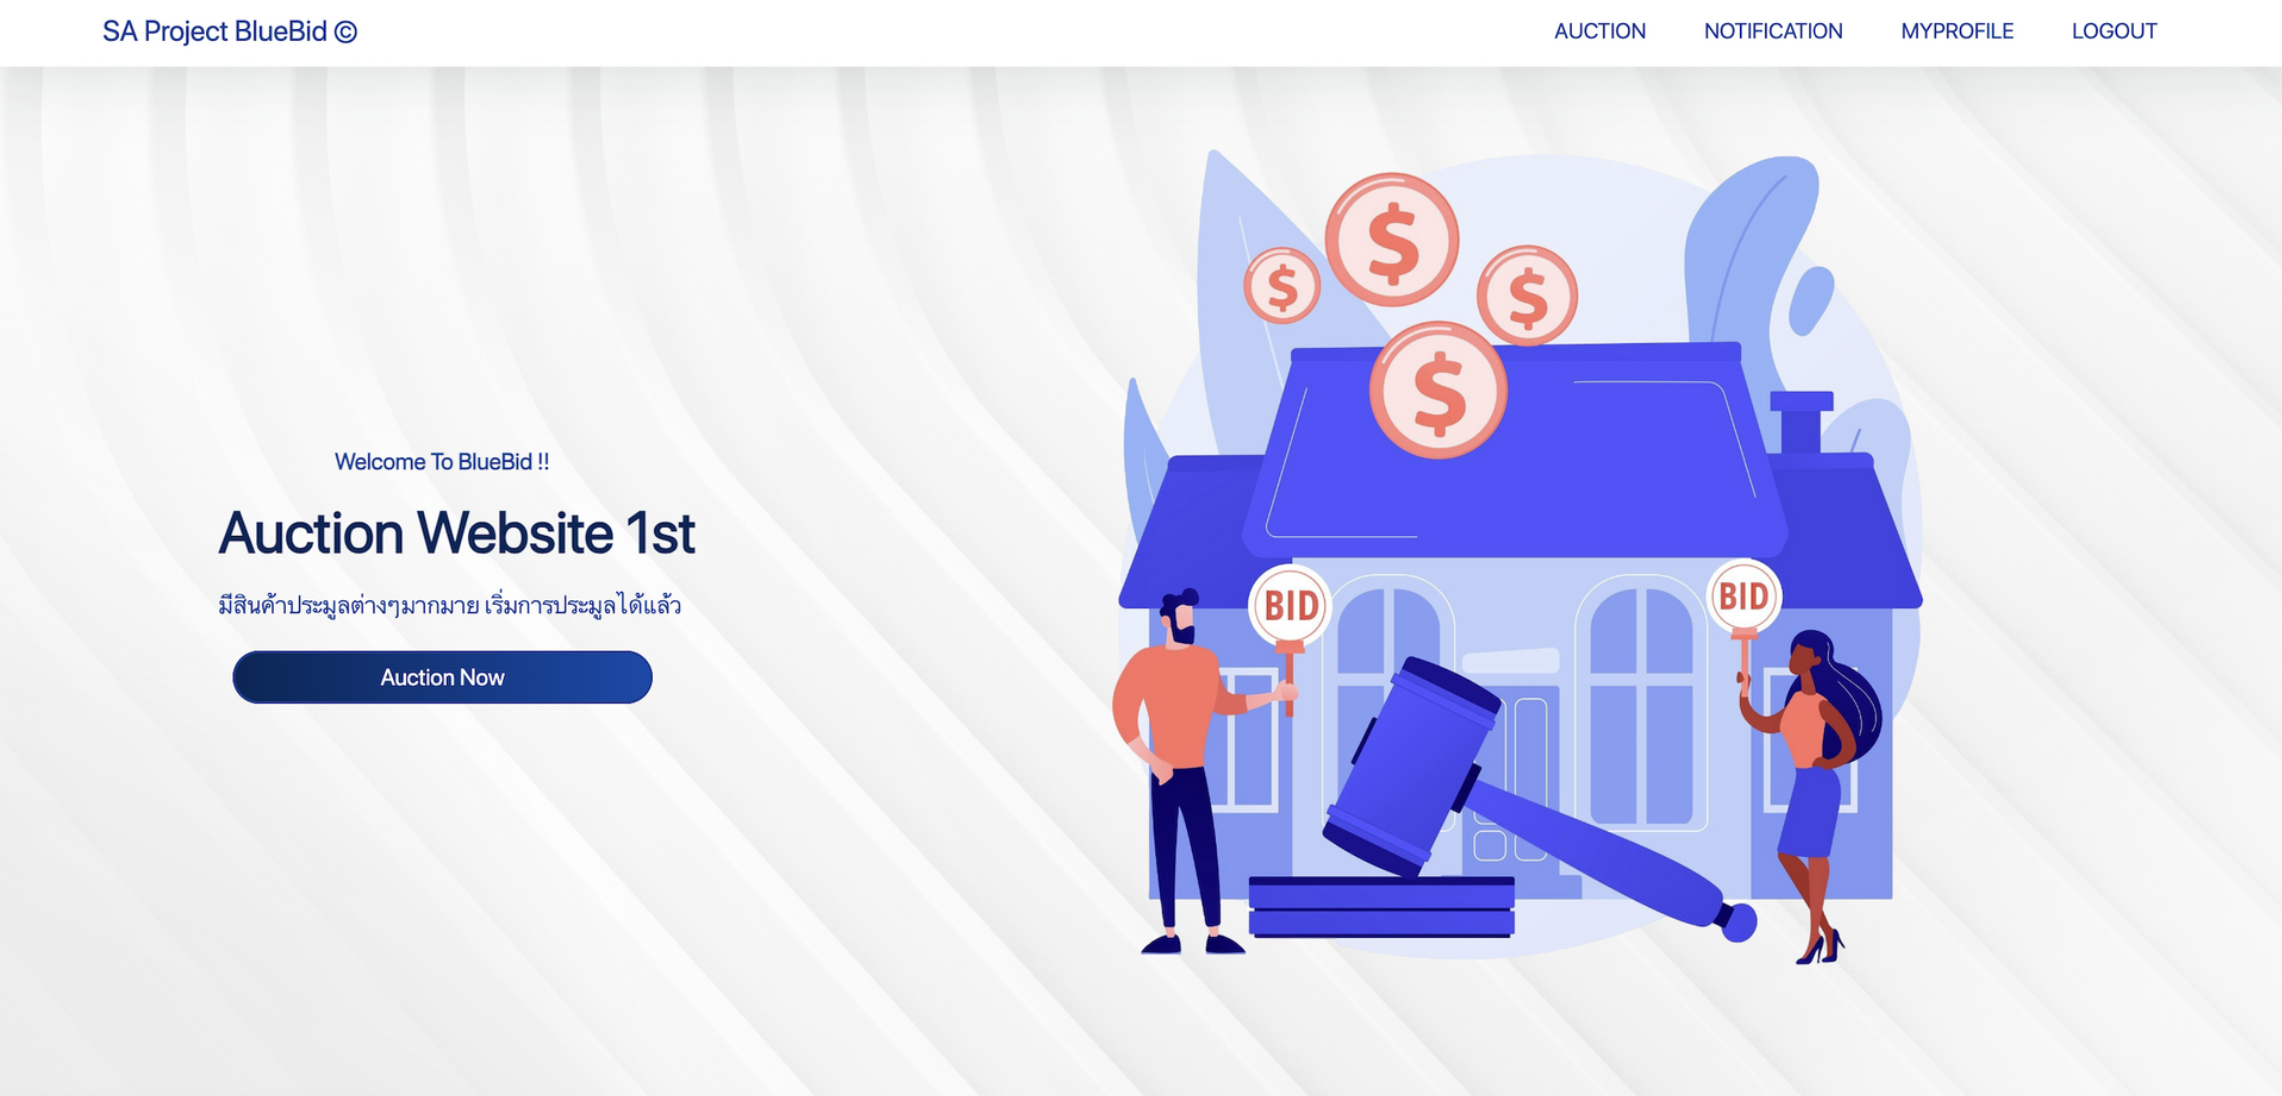 SA Project BlueBid ©
AUCTION NOTIFICATION MYPROFILE LOGOUT
Welcome To BlueBid !!
Auction Website 1st
มีสินค้าประมูลต่างๆมากมาย เริ่มการประมูลได้แล้ว
Auction Now
$
$
$
$
BID
BID